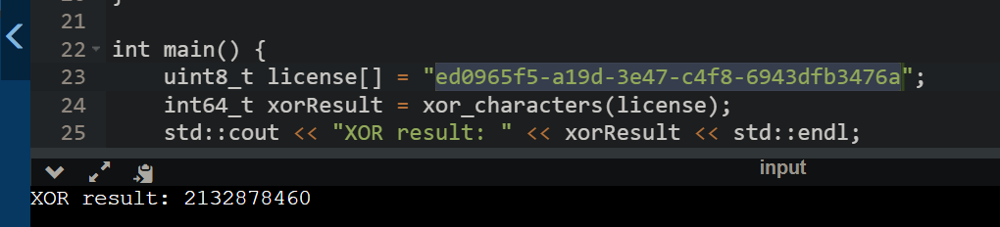 21
22 int main() {
23 uint8_t license[] = "ed0965f5-a19d-3e47-c4f8-6943dfb3476a";
24 int64_t xorResult = xor_characters(license);
25 std::cout << "XOR result: " << xorResult << std::endl;
input
XOR result: 2132878460